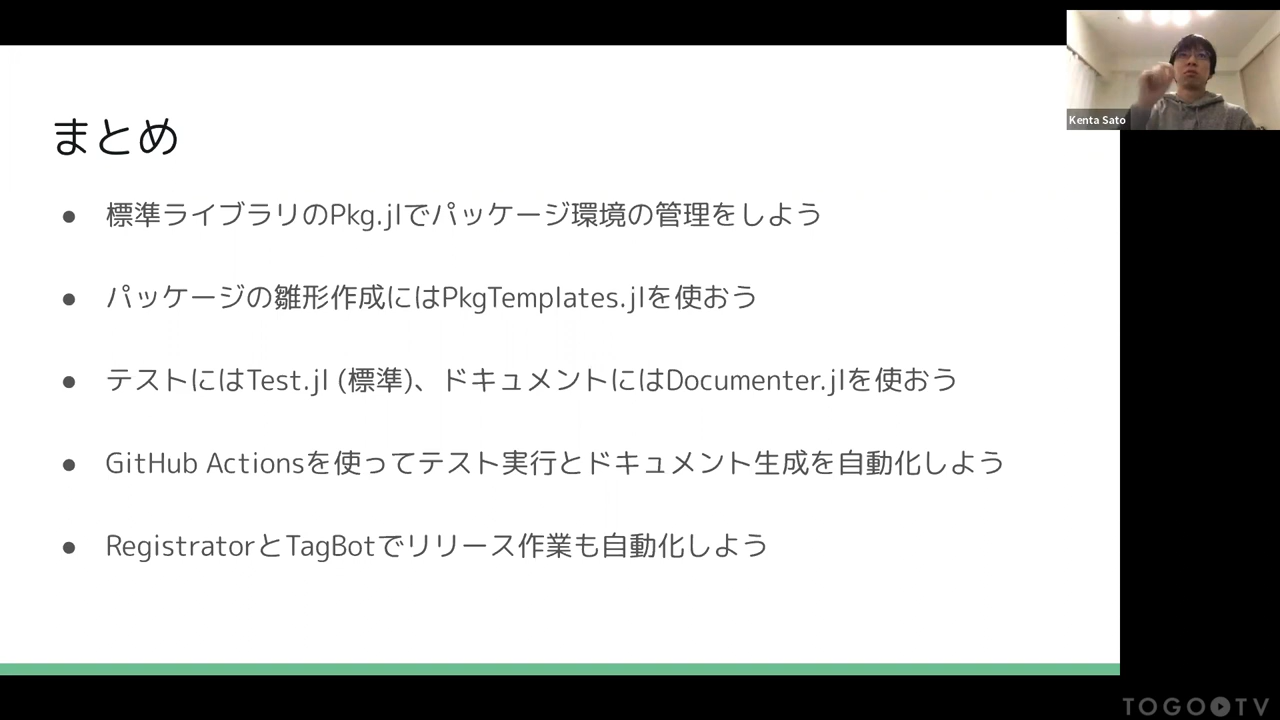 まとめ
● 標準ライブラリのPkg.jlでパッケージ環境の管理をしよう
● パッケージの雛形作成にはPkgTemplates.jlを使おう
● テストにはTest.jl (標準)、ドキュメントにはDocumenter.jlを使おう
● GitHub Actionsを使ってテスト実行とドキュメント生成を自動化しよう
● RegistratorとTagBotでリリース作業も自動化しよう
Kenta Sato
TOGO TV